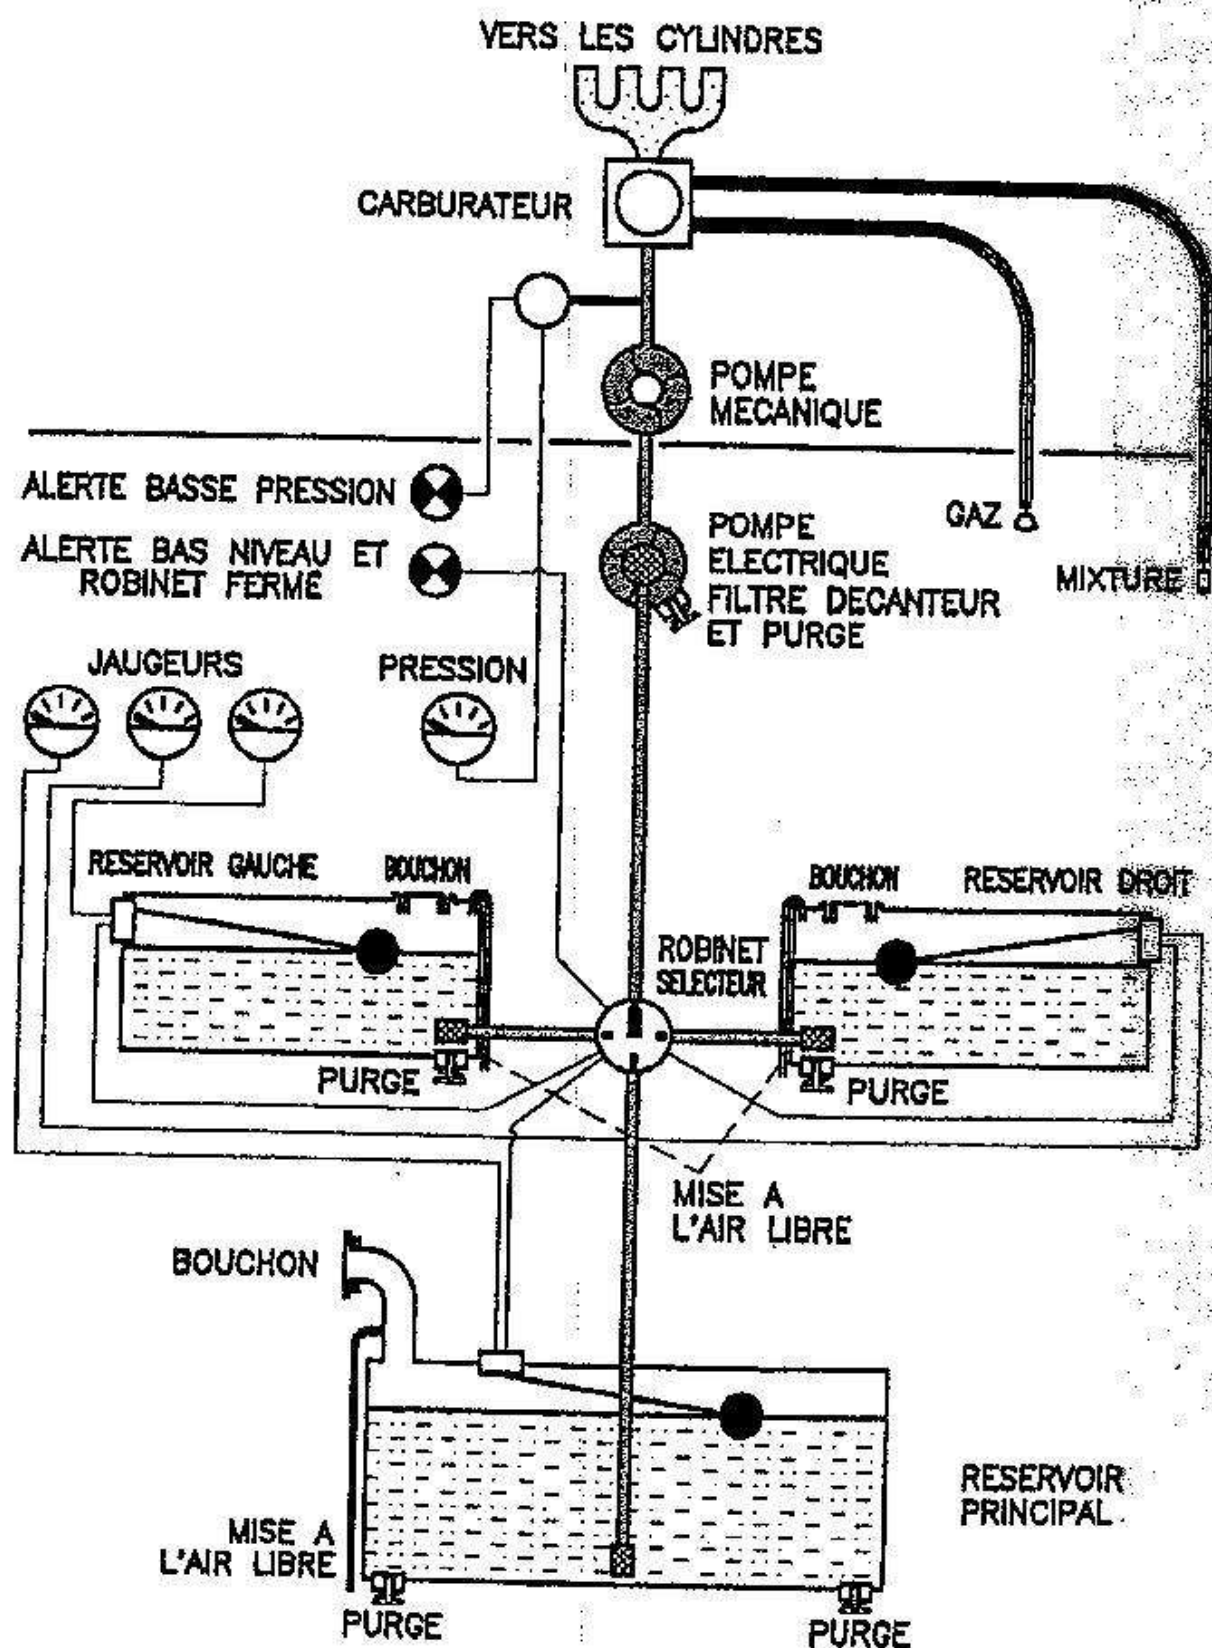 VERS LES CYLINDRES
CARBURATEUR
POMPE
MECANIQUE
ALERTE BASSE PRESSION
GAZ
POMPE
ELECTRIQUE
FILTRE DECANTEUR
ET PURGE
ALERTE BAS NIVEAU ET
ROBINET FERME
MIXTURE
JAUGEURS
PRESSION
RESERVOIR GAUCHE
BOUCHON
BOUCHON
RESERVOIR DROIT
ROBINET
SELECTEUR
PURGE
PURGE
MISE A
L'AIR LIBRE
BOUCHON
RESERVOIR
PRINCIPAL
MISE A
L'AIR LIBRE
PURGE
PURGE